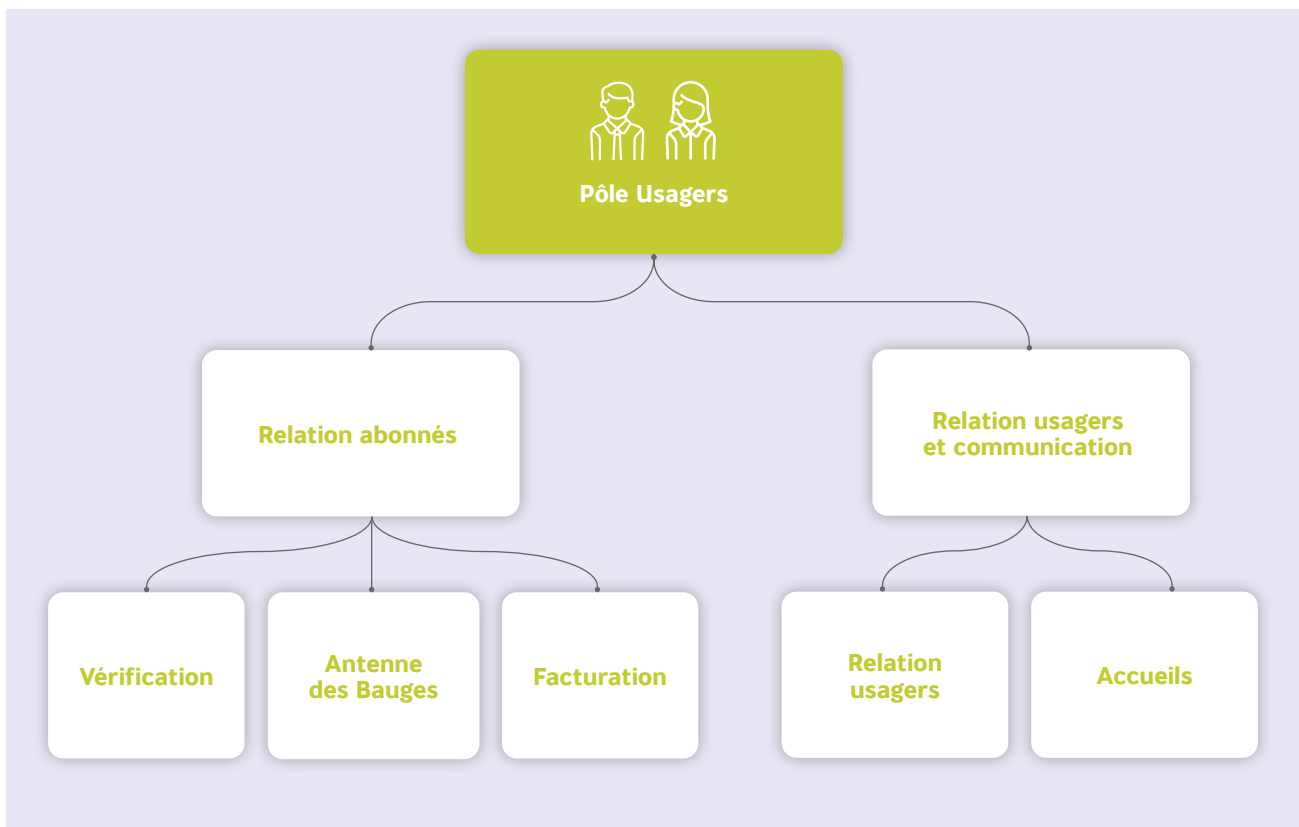 Pôle Usagers
Relation abonnés
Relation usagers
et communication
Vérification
Antenne
des Bauges
Facturation
Relation
usagers
Accueils